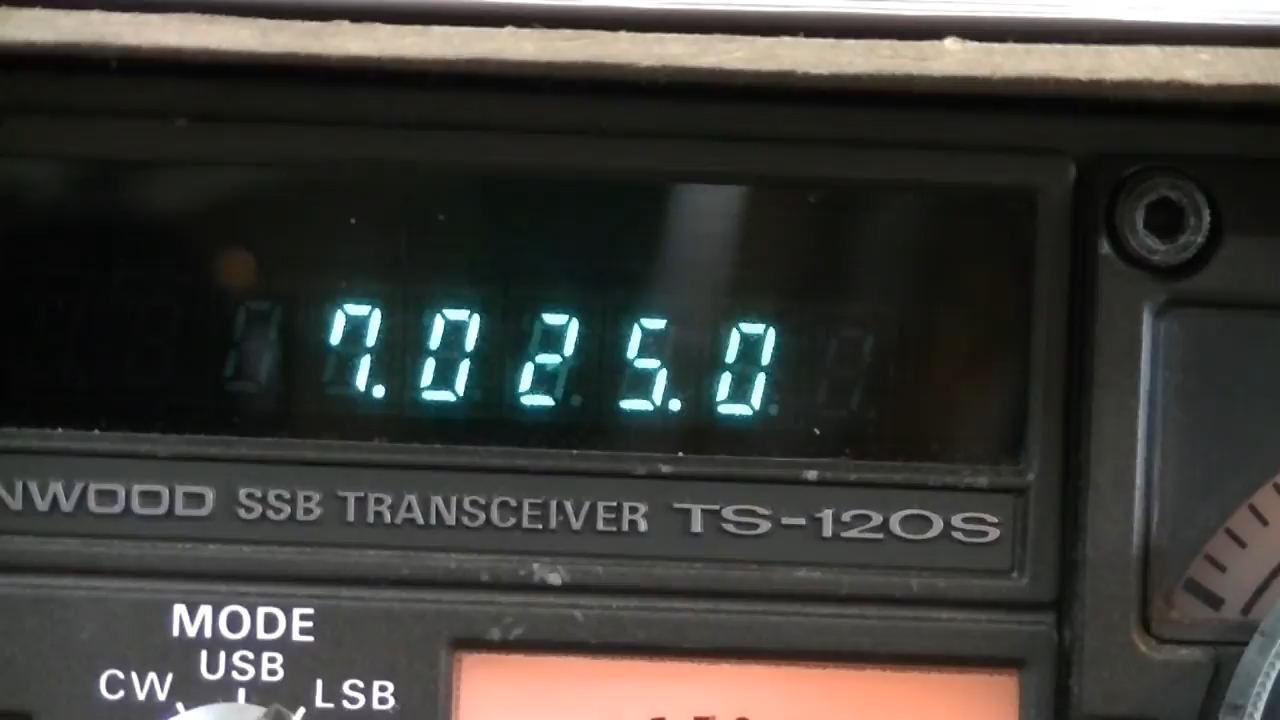 7.025.0
NWOOD SSB TRANSCEIVER TS-120S
MODE
USB
CW LSB